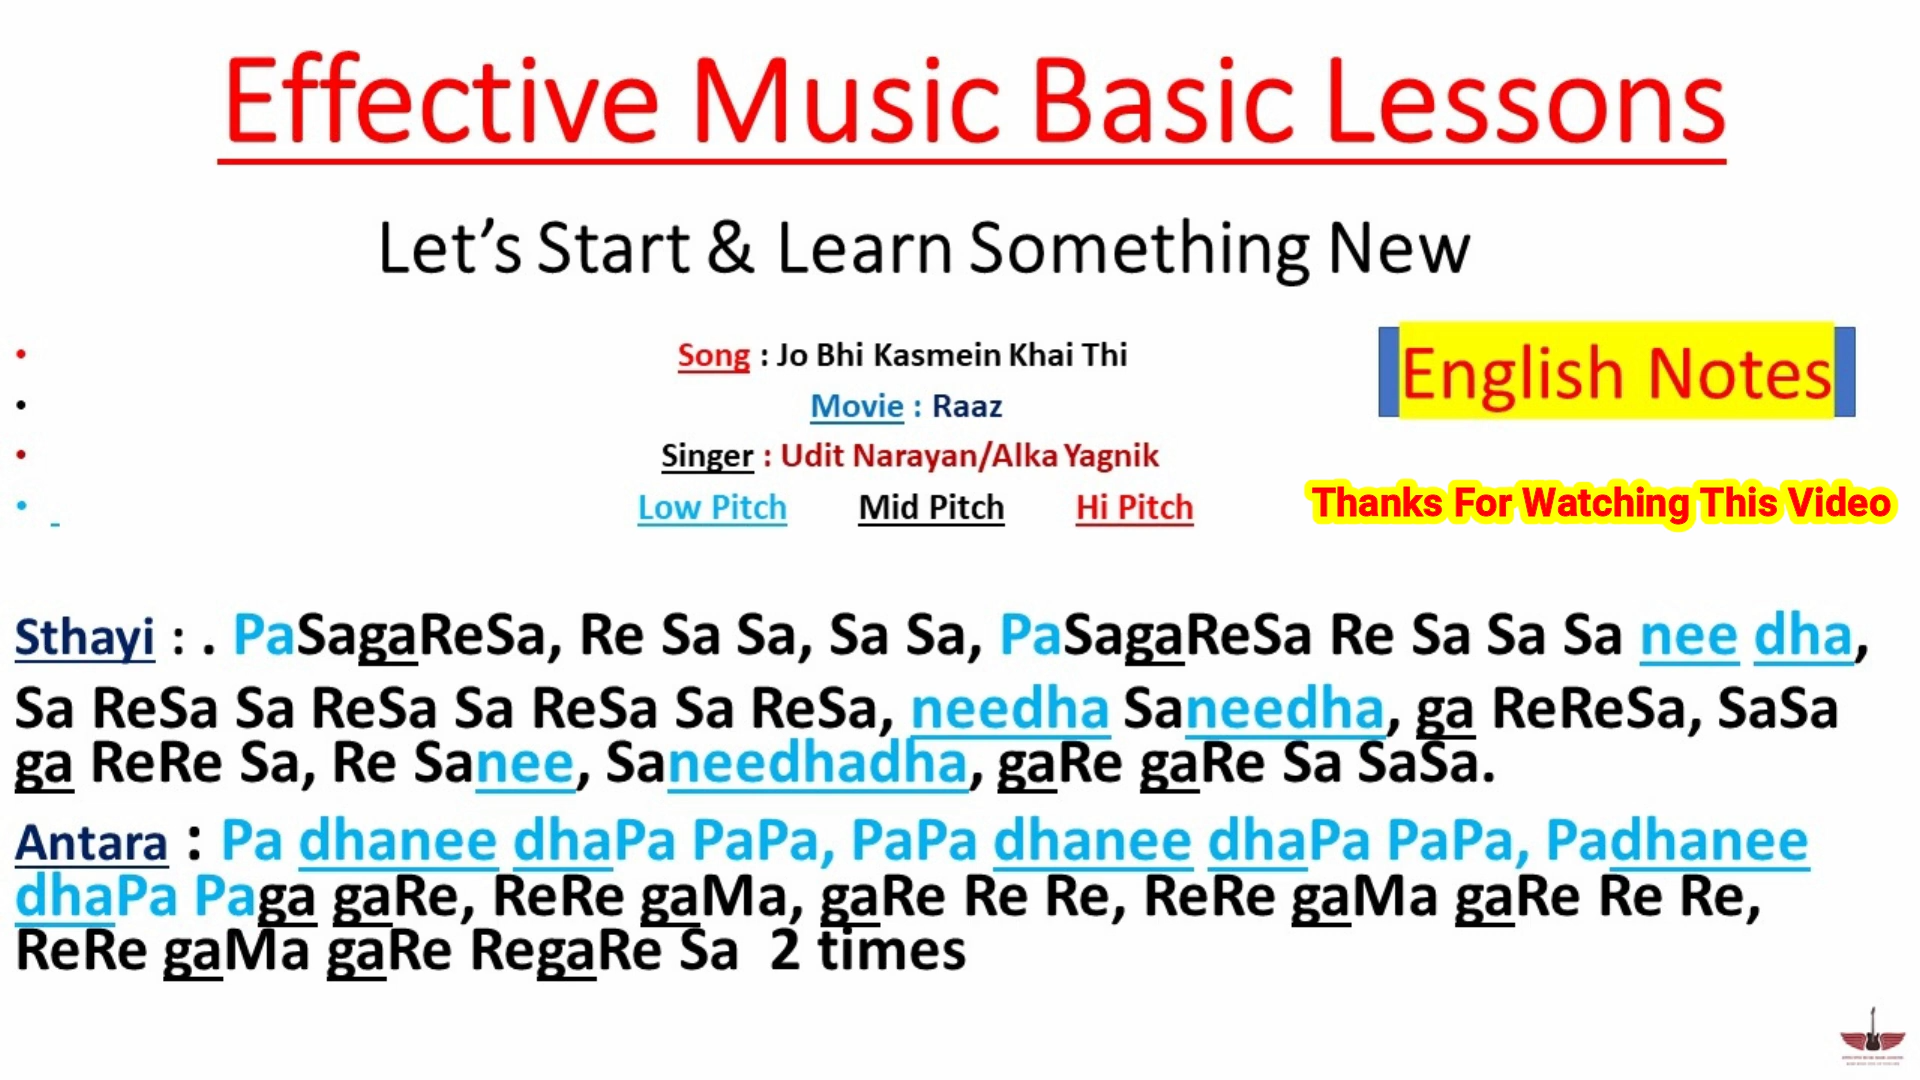 Effective Music Basic Lessons
Let's Start & Learn Something New
Song : Jo Bhi Kasmein Khai Thi
English Notes
Movie : Raaz
Singer : Udit Narayan/Alka Yagnik
Low Pitch Mid Pitch Hi Pitch
Thanks For Watching This Video
Sthayi : . PaSagaReSa, Re Sa Sa, Sa Sa, PaSagaReSa Re Sa Sa Sa nee dha,
Sa ReSa Sa ReSa Sa ReSa Sa ReSa, needha Saneedha, ga ReReSa, SaSa
ga ReRe Sa, Re Sanee, Saneedhadha, gaRe gaRe Sa SaSa.
Antara : Pa dhanee dhaPa PaPa, PaPa dhanee dhaPa PaPa, Padhanee
dhaPa Paga gaRe, ReRe gaMa, gaRe Re Re, ReRe gaMa gaRe Re Re,
ReRe gaMa gaRe RegaRe Sa 2 times